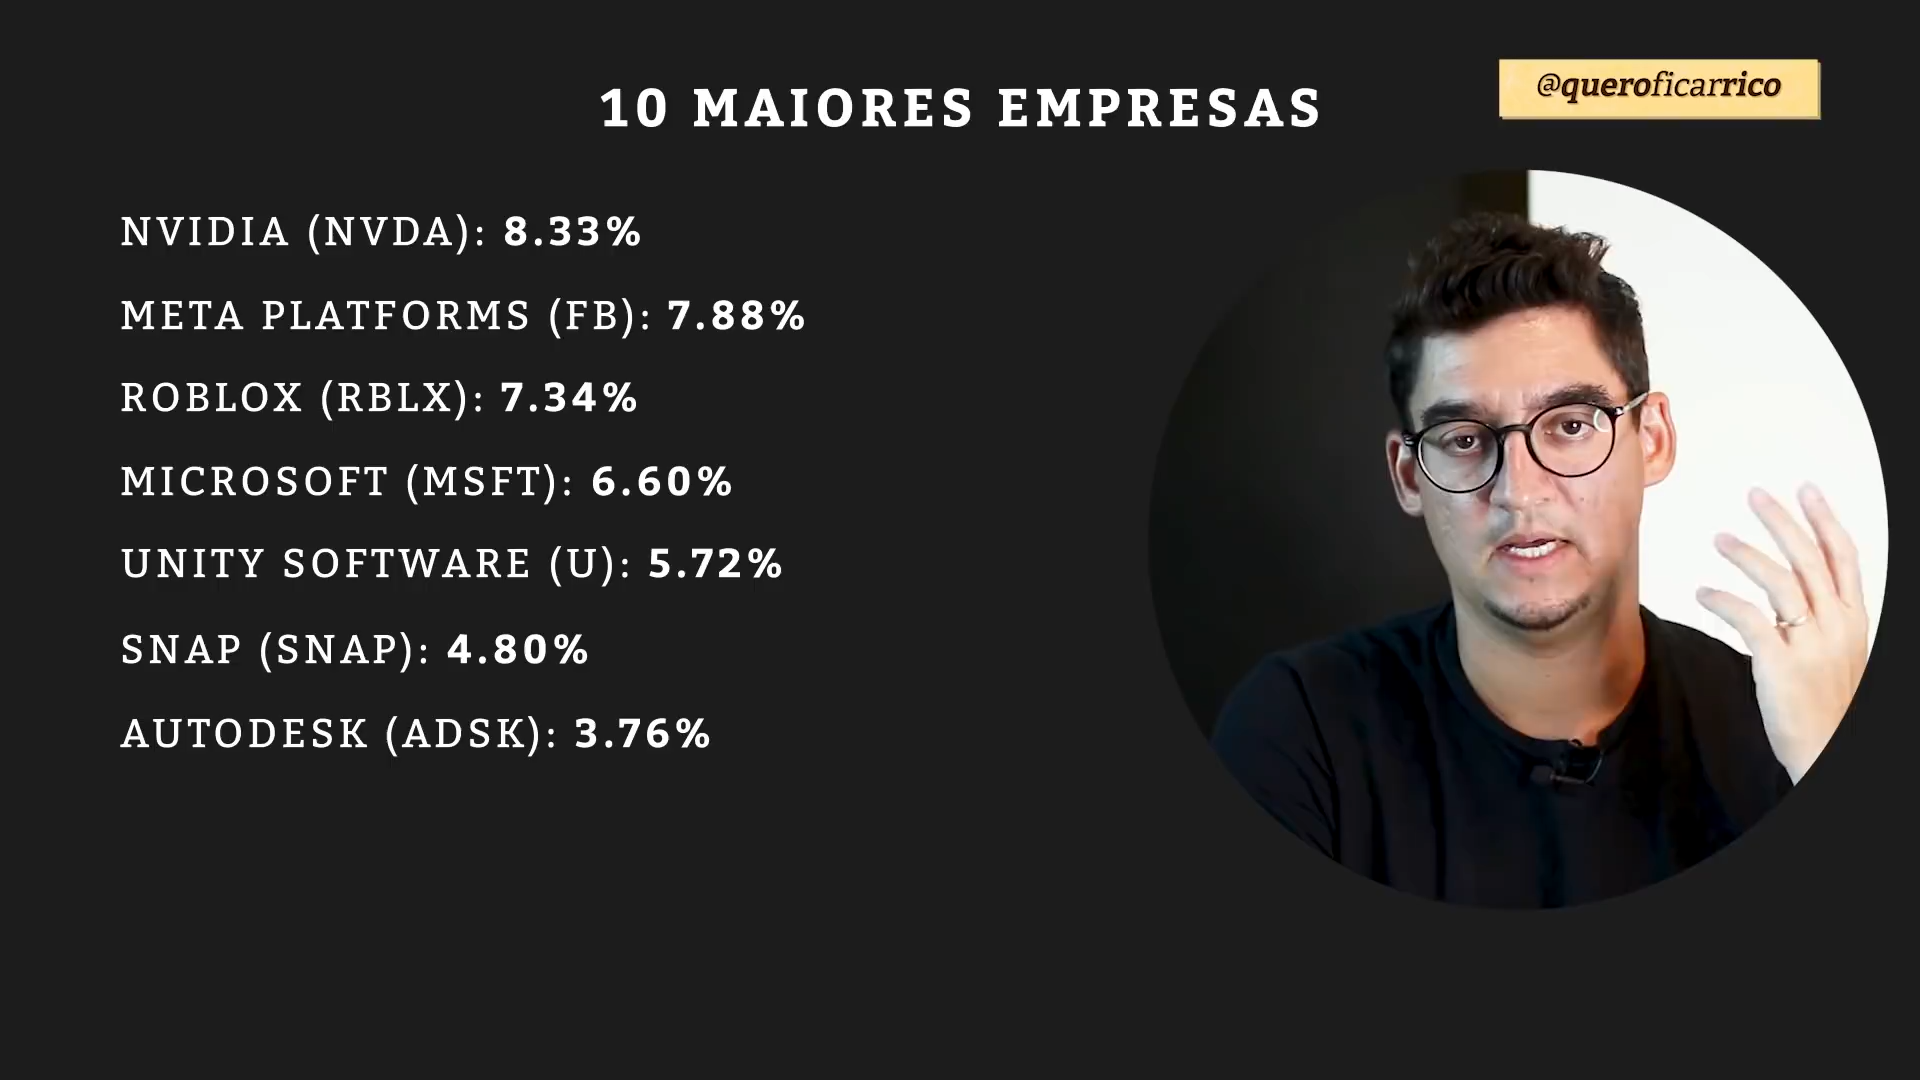 10 MAIORES EMPRESAS
@queroficarrico
NVIDIA (NVDA): 8.33%
META PLATFORMS (FB): 7.88%
ROBLOX (RBLX): 7.34%
MICROSOFT (MSFT): 6.60%
UNITY SOFTWARE (U): 5.72%
SNAP (SNAP): 4.80%
AUTODESK (ADSK): 3.76%